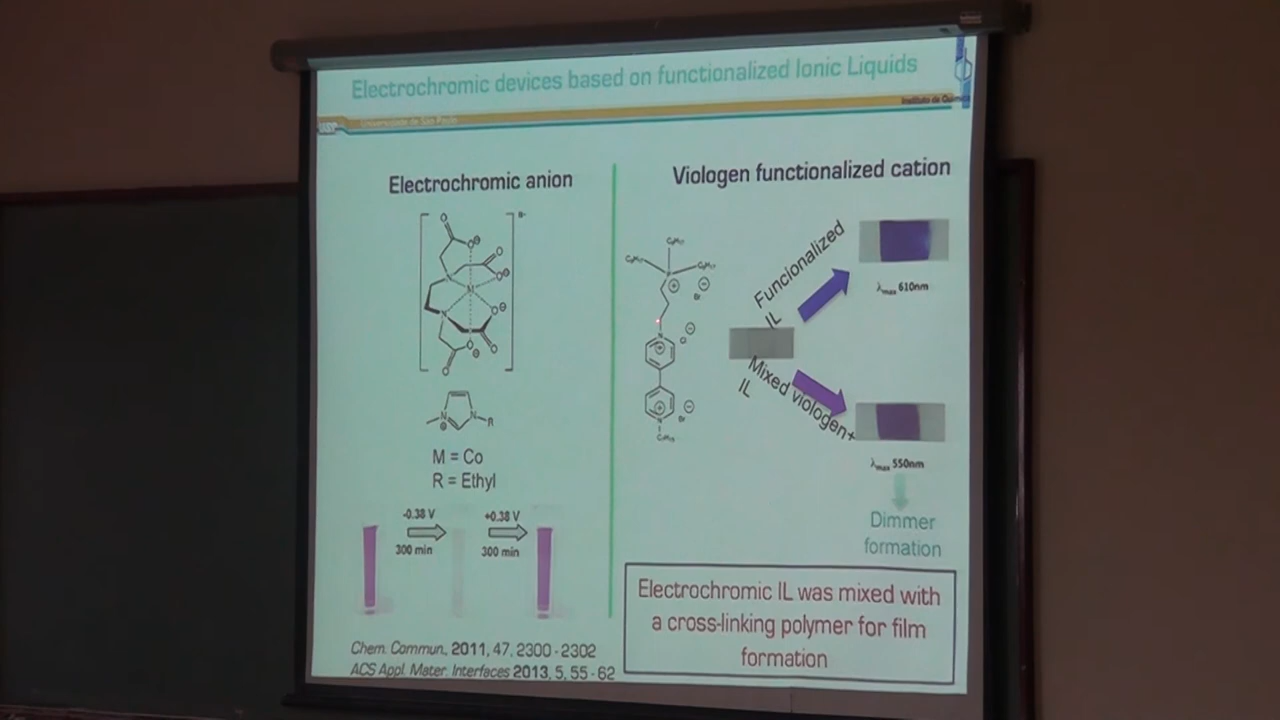 Electrochromic devices based on functionalized Ionic Liquids
Universidade de São Paulo
Instituto de Química
Electrochromic anion
Viologen functionalized cation
O
O
O
O
N
M
N
O
O
O
O
N
N
R
M = Co
R = Ethyl
-0.38 V
300 min
+0.38 V
300 min
Chem. Commun., 2011, 47, 2300 - 2302
ACS Appl. Mater. Interfaces 2013, 5, 55 - 62
Br
N
Br
N
Funcionalized
IL
Mixed viologen+
IL
λmax 610nm
λmax 550nm
Dimmer
formation
Electrochromic IL was mixed with
a cross-linking polymer for film
formation